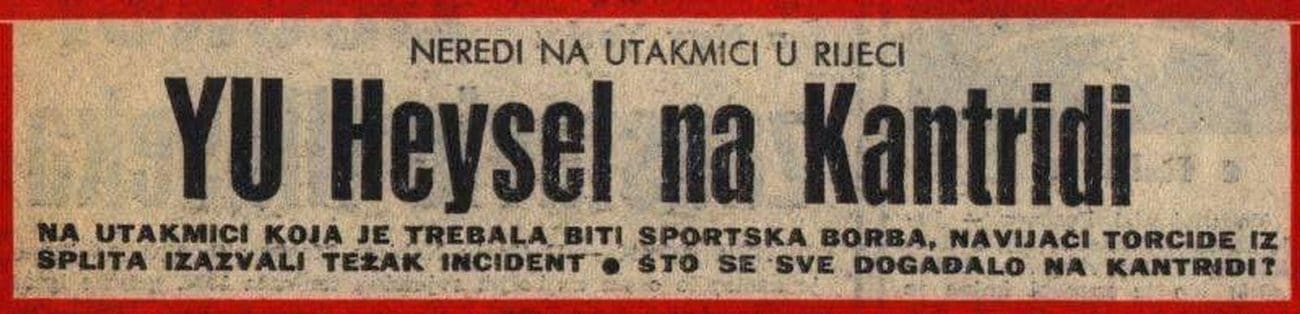 NEREDI NA UTAKMICI U RIJECI
YU Heysel na Kantridi
NA UTAKMICI KOJA JE TREBALA BITI SPORTSKA BORBA, NAVIJAČI TORCIDE IZ
SPLITA IZAZVALI TEŽAK INCIDENT ● ŠTO SE SVE DOGAĐALO NA KANTRIDI?